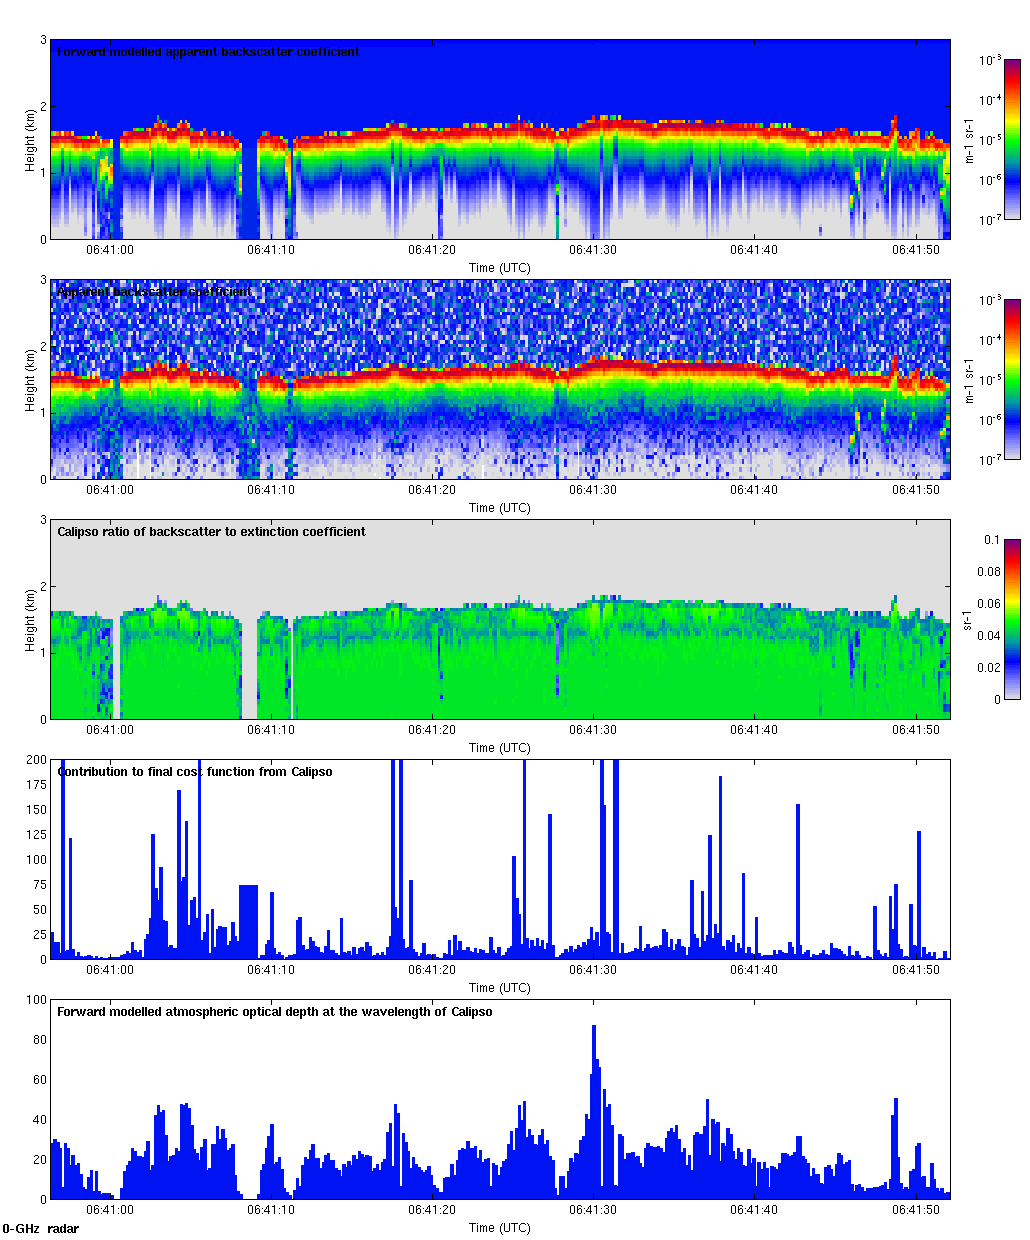 Forward modelled apparent backscatter coefficient
3
2
1
0
Height (km)
06:41:00 06:41:10 06:41:20 06:41:30 06:41:40 06:41:50
Time (UTC)
10^-3
10^-4
10^-5
10^-6
10^-7
m-1 sr-1
Apparent backscatter coefficient
3
2
1
0
Height (km)
06:41:00 06:41:10 06:41:20 06:41:30 06:41:40 06:41:50
Time (UTC)
10^-3
10^-4
10^-5
10^-6
10^-7
m-1 sr-1
Calipso ratio of backscatter to extinction coefficient
3
2
1
0
Height (km)
06:41:00 06:41:10 06:41:20 06:41:30 06:41:40 06:41:50
Time (UTC)
0.1
0.08
0.06
0.04
0.02
0
sr-1
Contribution to final cost function from Calipso
200
175
150
125
100
75
50
25
0
06:41:00 06:41:10 06:41:20 06:41:30 06:41:40 06:41:50
Time (UTC)
Forward modelled atmospheric optical depth at the wavelength of Calipso
100
80
60
40
20
0
06:41:00 06:41:10 06:41:20 06:41:30 06:41:40 06:41:50
Time (UTC)
0-GHz radar